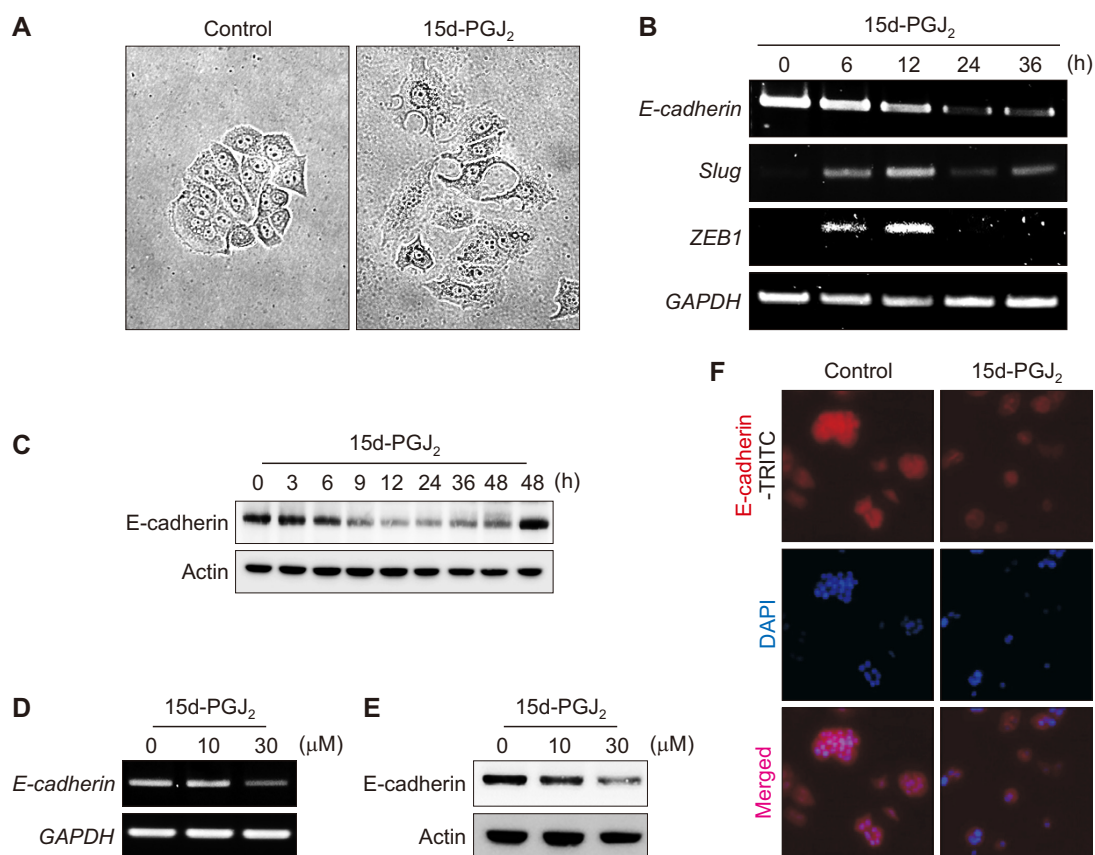 A
Control
15d-PGJ₂
B
15d-PGJ₂
0 6 12 24 36 (h)
E-cadherin
Slug
ZEB1
GAPDH
C
15d-PGJ₂
0 3 6 9 12 24 36 48 48 (h)
E-cadherin
Actin
D
15d-PGJ₂
0 10 30 (μM)
E-cadherin
GAPDH
E
15d-PGJ₂
0 10 30 (μM)
E-cadherin
Actin
F
Control
15d-PGJ₂
E-cadherin
-TRITC
DAPI
Merged